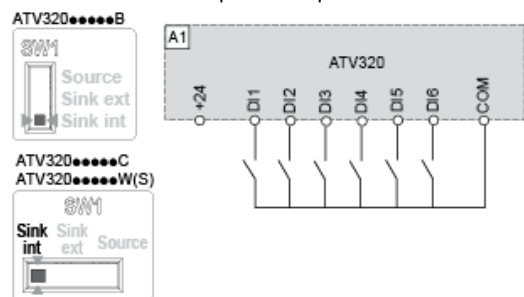 ATV320●●●●●B
SW1
Source
Sink ext
Sink int
ATV320●●●●●C
ATV320●●●●●W(S)
SW1
Sink int
Sink ext
Source
A1
ATV320
+24
DI1
DI2
DI3
DI4
DI5
DI6
COM